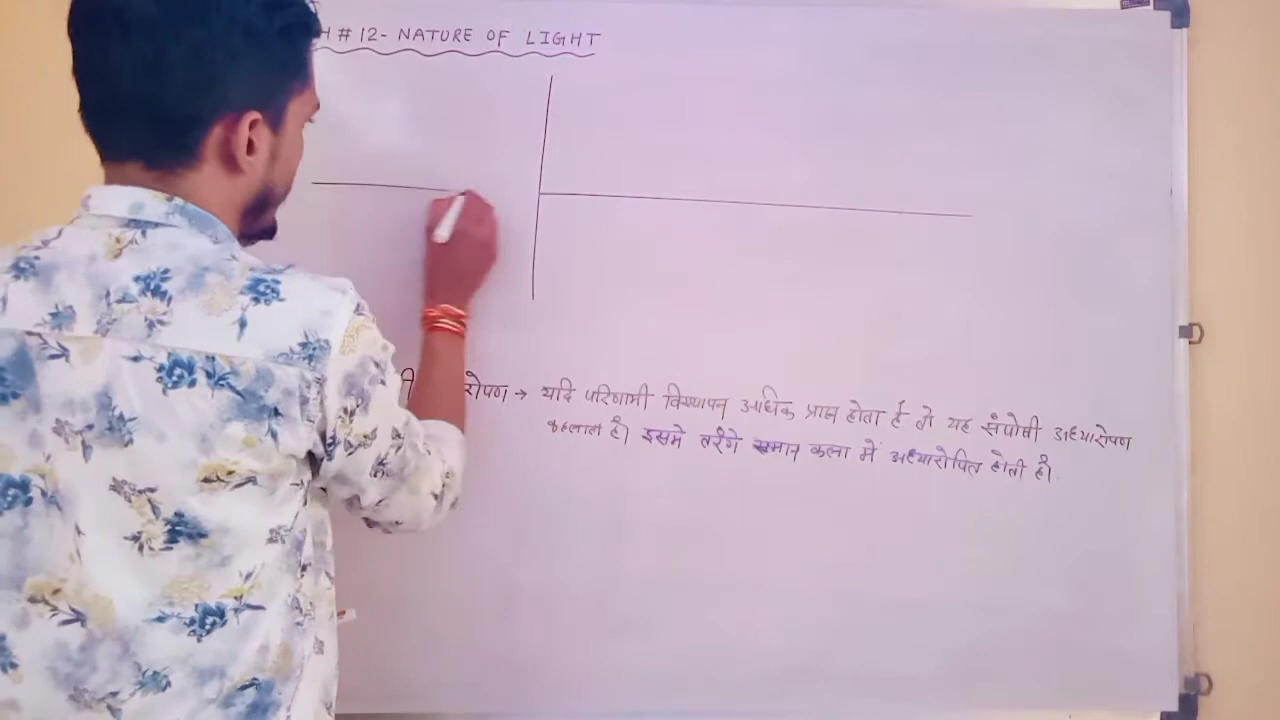 H # 12- NATURE OF LIGHT
रोपण → यदि परिणामी विस्थापन अधिक प्राप्त होता है तो यह संपोषी अध्यारोपण
कहलाता है। इसमे तरंगे समान कला में अध्यारोपित होती है।